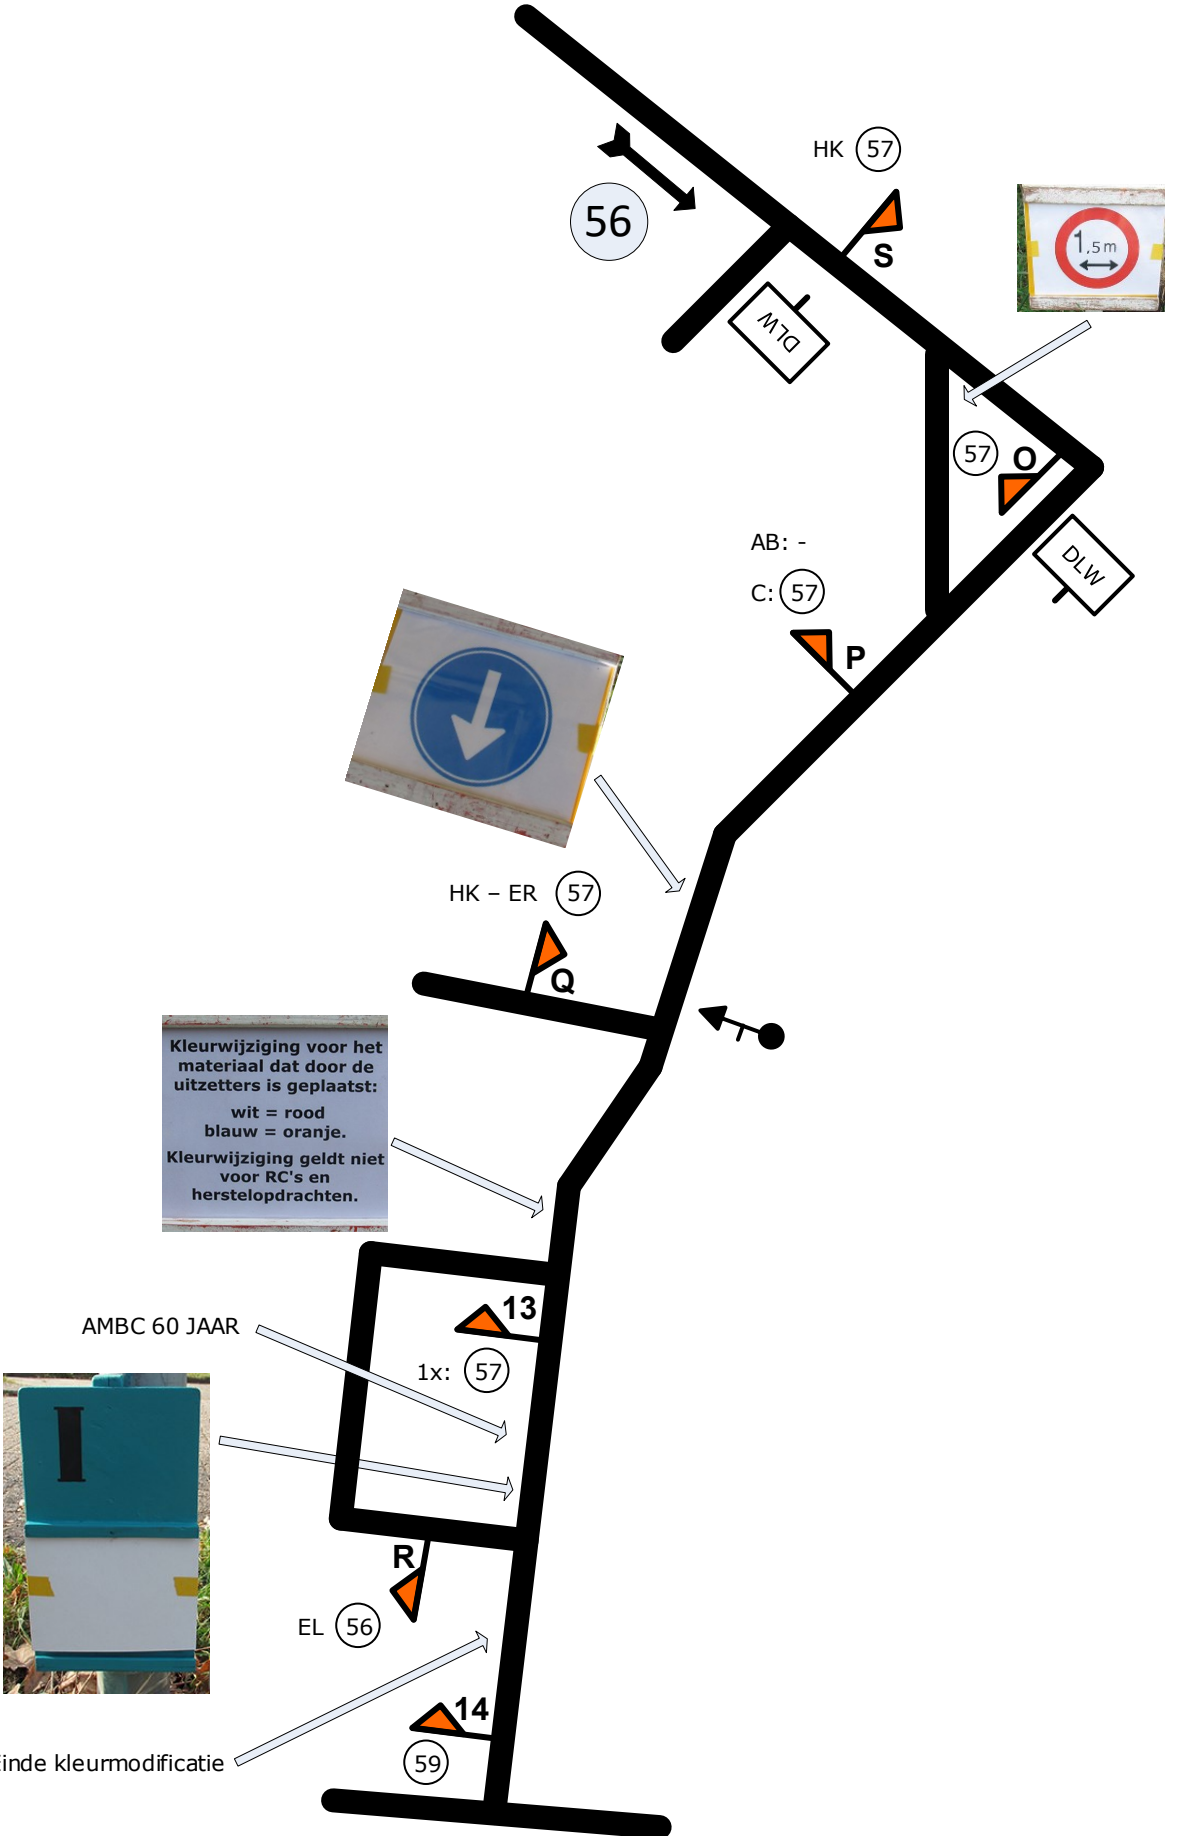 HK 57
56
S
1,5m
DLW
57
O
DLW
AB: -
C: 57
P
HK – ER 57
Q
Kleurwijziging voor het
materiaal dat door de
uitzetters is geplaatst:
wit = rood
blauw = oranje.
Kleurwijziging geldt niet
voor RC's en
herstelopdrachten.
13
AMBC 60 JAAR
1x: 57
I
R
EL 56
14
inde kleurmodificatie
59